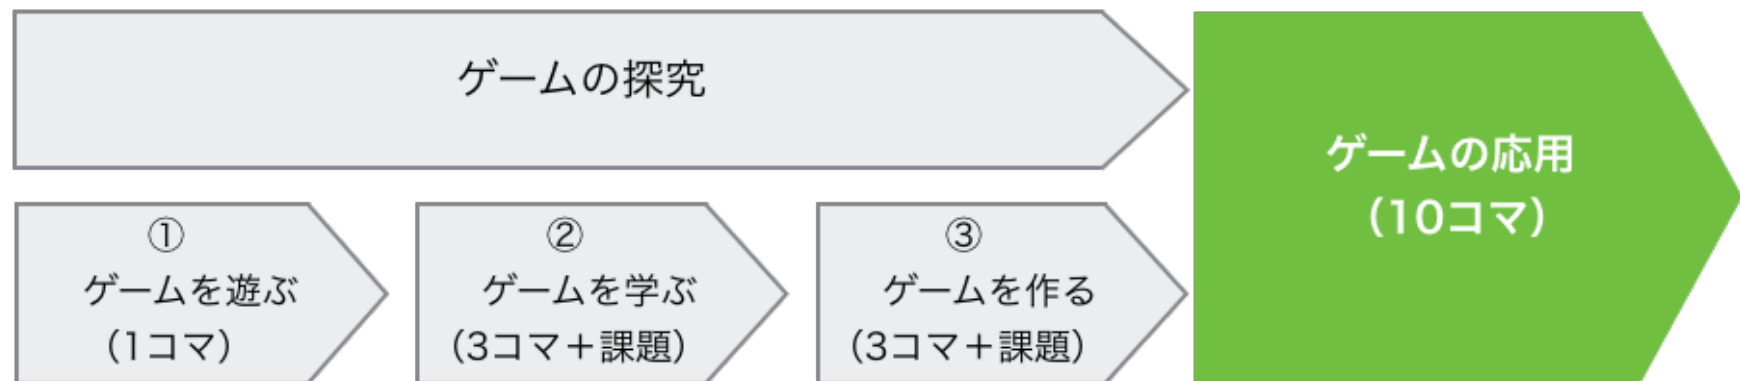 ゲームの探究
①
ゲームを遊ぶ
（1コマ）
②
ゲームを学ぶ
（3コマ＋課題）
③
ゲームを作る
（3コマ＋課題）
ゲームの応用
（10コマ）